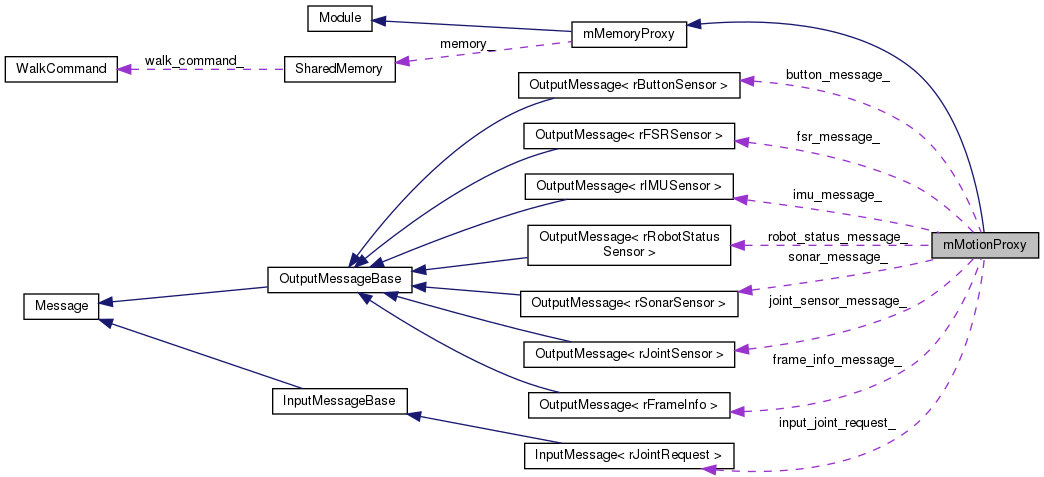 Module
mMemoryProxy
memory_
WalkCommand
walk_command_
SharedMemory
button_message_
OutputMessage< rButtonSensor >
fsr_message_
OutputMessage< rFSRSensor >
imu_message_
OutputMessage< rIMUSensor >
robot_status_message_
OutputMessage< rRobotStatus
Sensor >
mMotionProxy
sonar_message_
OutputMessageBase
Message
OutputMessage< rSonarSensor >
joint_sensor_message_
OutputMessage< rJointSensor >
frame_info_message_
InputMessageBase
OutputMessage< rFrameInfo >
input_joint_request_
InputMessage< rJointRequest >